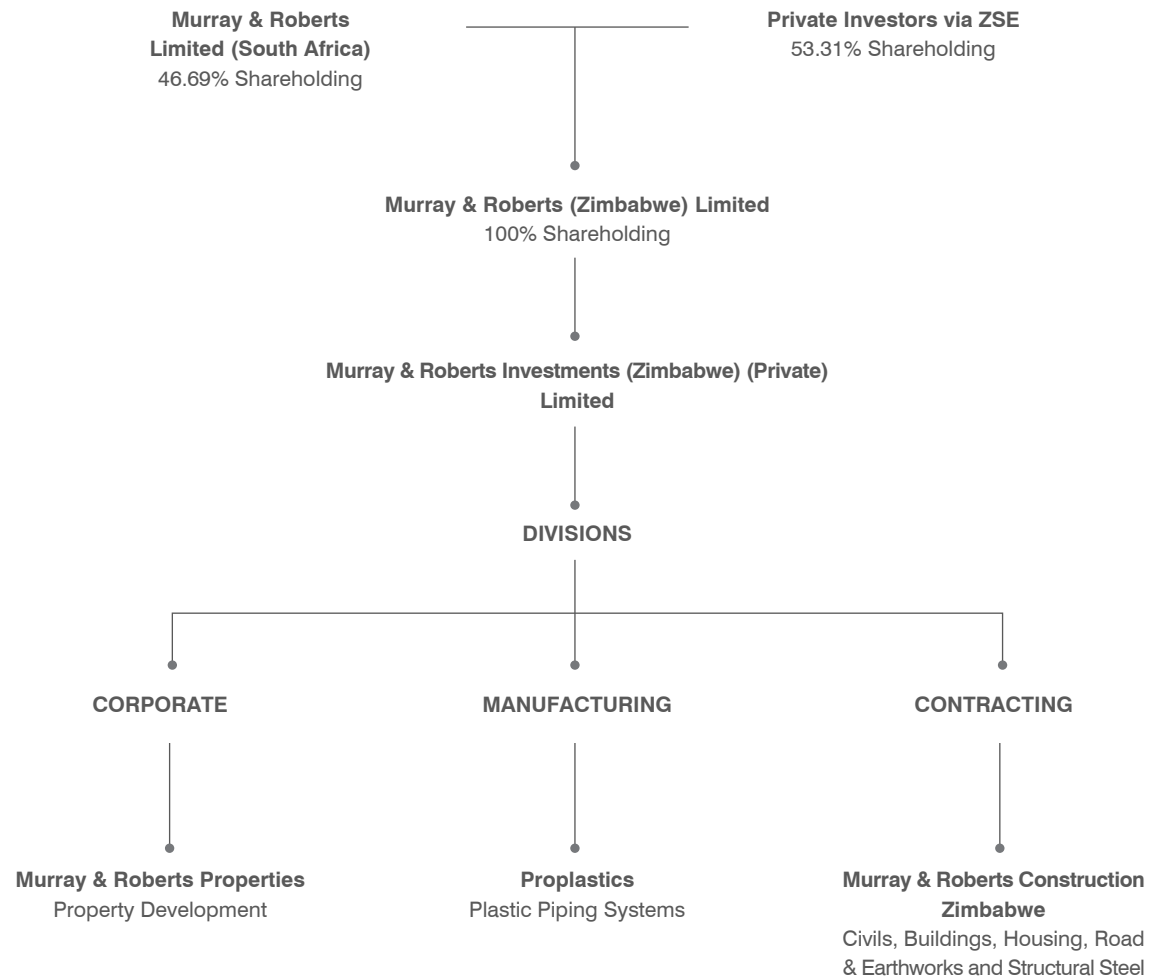 Murray & Roberts
Limited (South Africa)
46.69% Shareholding
Private Investors via ZSE
53.31% Shareholding
Murray & Roberts (Zimbabwe) Limited
100% Shareholding
Murray & Roberts Investments (Zimbabwe) (Private)
Limited
DIVISIONS
CORPORATE
MANUFACTURING
CONTRACTING
Murray & Roberts Properties
Property Development
Proplastics
Plastic Piping Systems
Murray & Roberts Construction
Zimbabwe
Civils, Buildings, Housing, Road
& Earthworks and Structural Steel